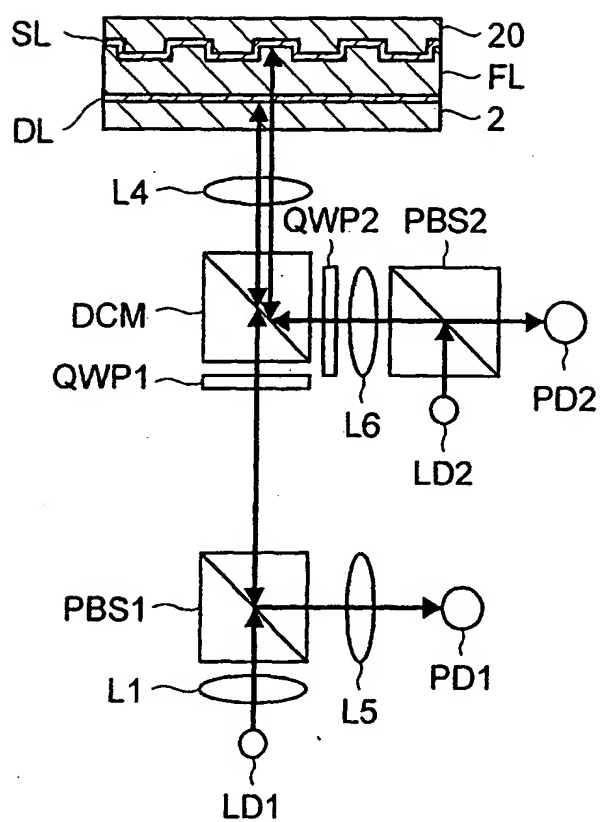 SL
20
FL
DL
2
L4
QWP2
PBS2
DCM
QWP1
L6
PD2
LD2
PBS1
L1
L5
PD1
LD1